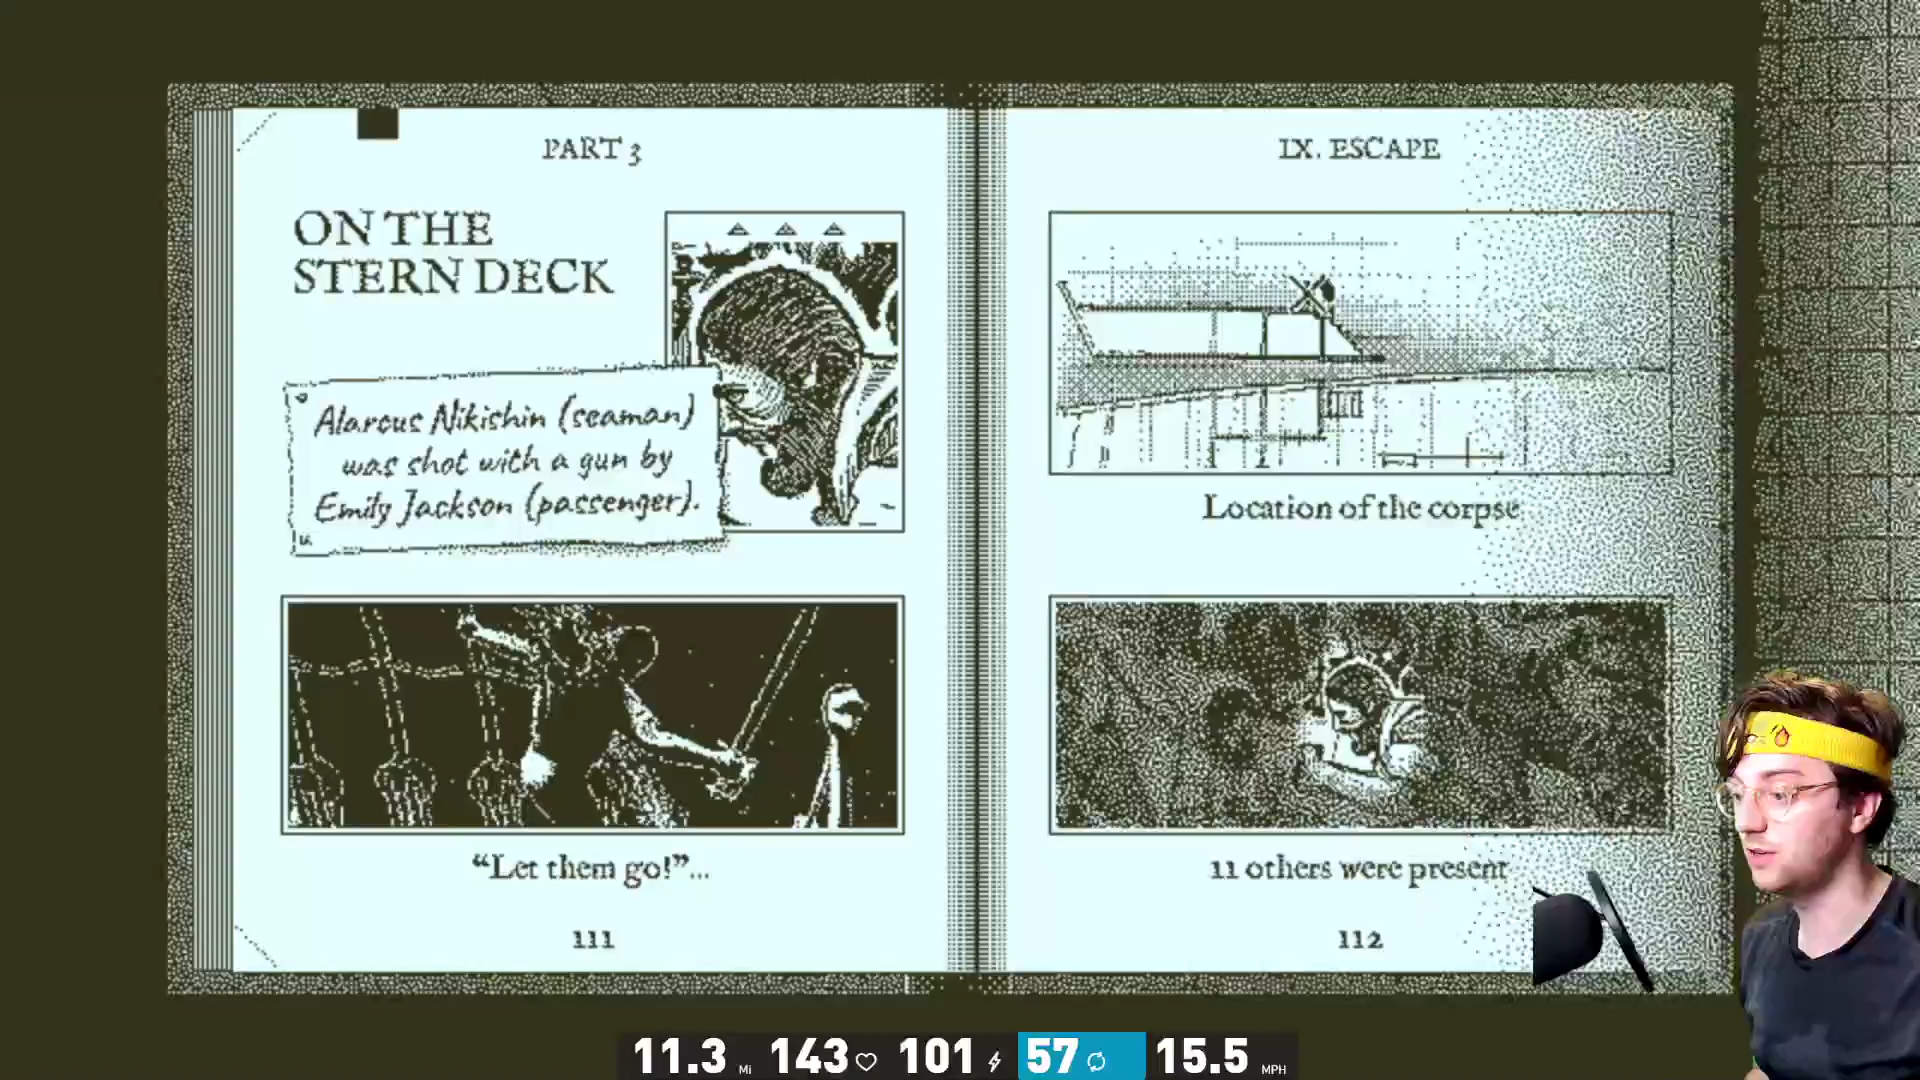 PART 3
ON THE
STERN DECK
Alarcus Nikishin (seaman)
was shot with a gun by
Emily Jackson (passenger).
"Let them go!"...
111
IX. ESCAPE
Location of the corpse
11 others were present
112
11.3 Mi 143 101 57 15.5 MPH